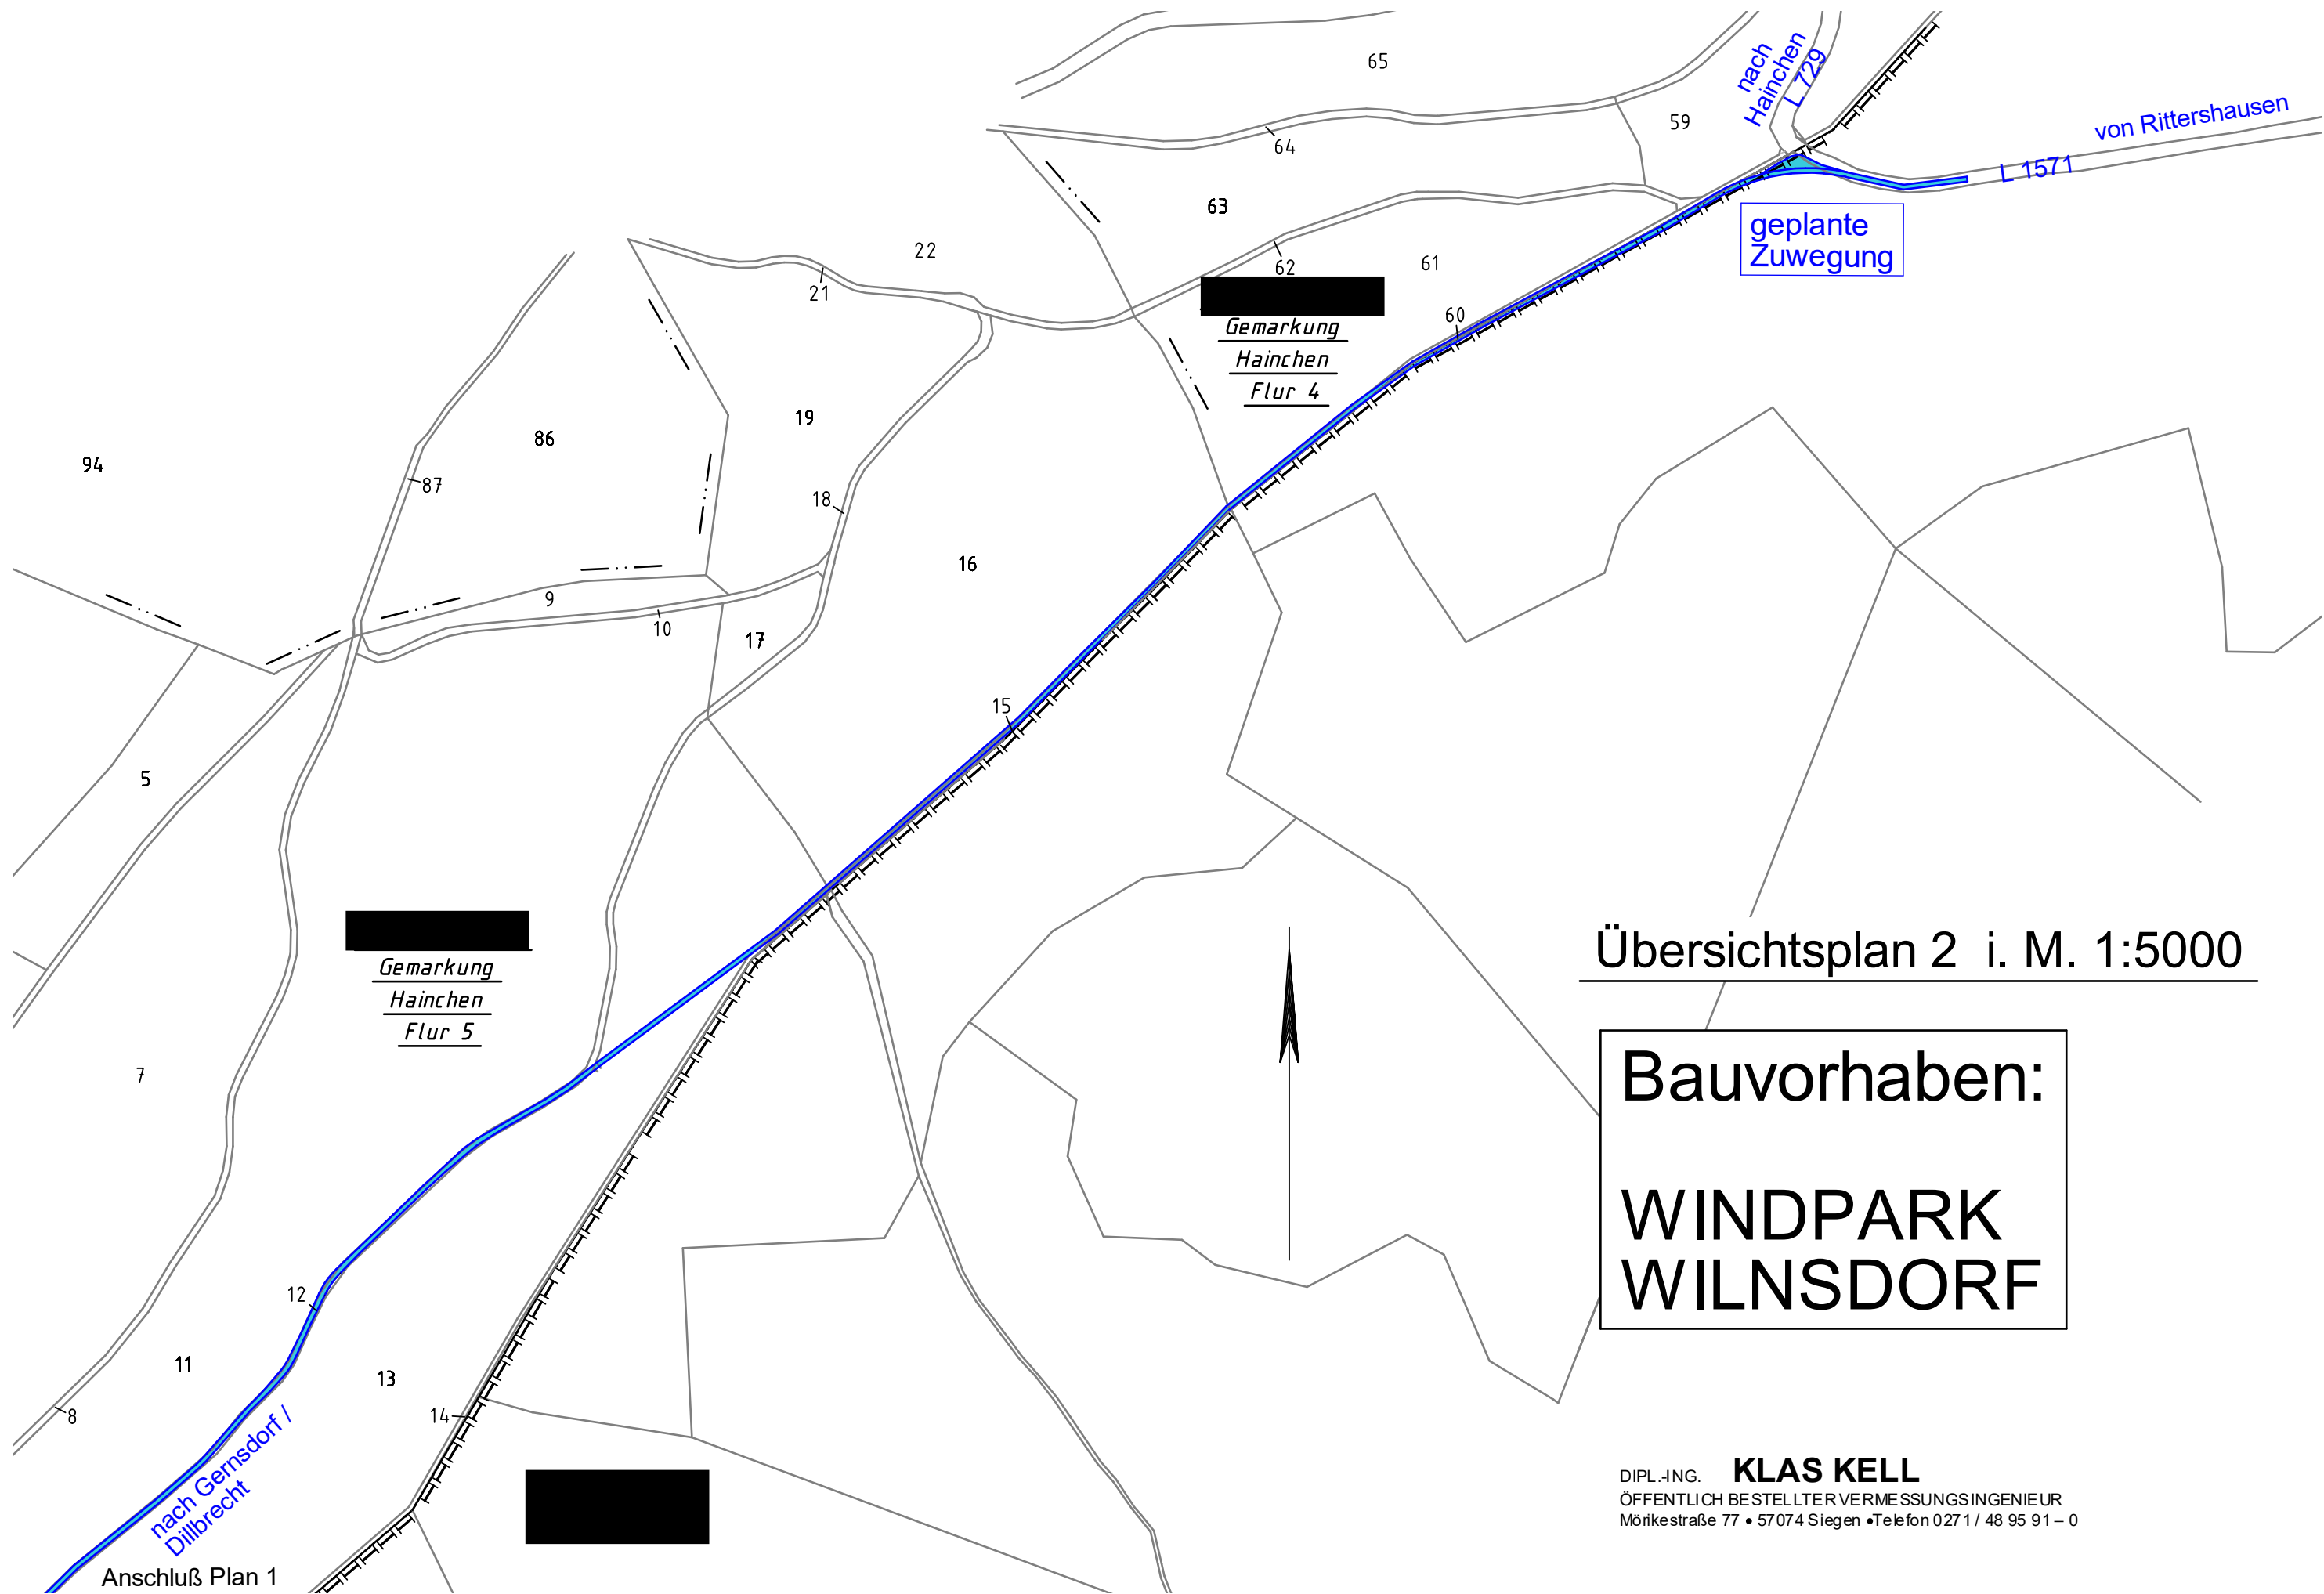 65
nach
Hainchen
L 729
von Rittershausen
59
64
L 1571
63
geplante
Zuwegung
22
62
61
21
60
Gemarkung
Hainchen
Flur 4
19
86
94
87
18
16
9
10
17
15
5
Gemarkung
Hainchen
Flur 5
Übersichtsplan 2 i. M. 1:5000
7
Bauvorhaben:
WINDPARK
WILNSDORF
12
11
13
8
14
nach Gernsdorf /
Dillbrecht
Anschluß Plan 1
DIPL.-ING. KLAS KELL
ÖFFENTLICH BESTELLTER VERMESSUNGSINGENIEUR
Mörikestraße 77 • 57074 Siegen •Telefon 0271 / 48 95 91 – 0